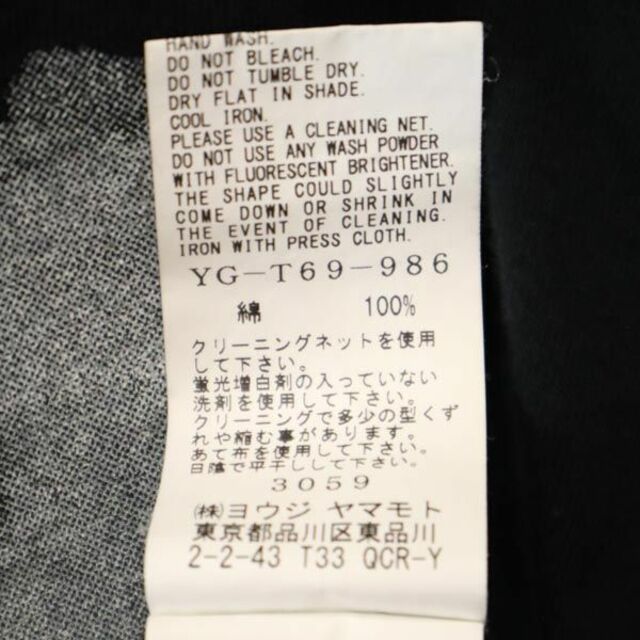 HAND WASH.
DO NOT BLEACH.
DO NOT TUMBLE DRY.
DRY FLAT IN SHADE.
COOL IRON.
PLEASE USE A CLEANING NET.
DO NOT USE ANY WASH POWDER
WITH FLUORESCENT BRIGHTENER.
THE SHAPE COULD SLIGHTLY
COME DOWN OR SHRINK IN
THE EVENT OF CLEANING.
IRON WITH PRESS CLOTH.
YG-T69-986
綿 100%
クリーニングネットを使用
して下さい。
蛍光増白剤の入っていない
洗剤を使用して下さい。
クリーニングで多少の型くず
れや縮む事があります。
あて布を使用して下さい。
日陰で平干しして下さい。
3059
㈱ヨウジ ヤマモト
東京都品川区東品川
2-2-43 T33 QCR-Y